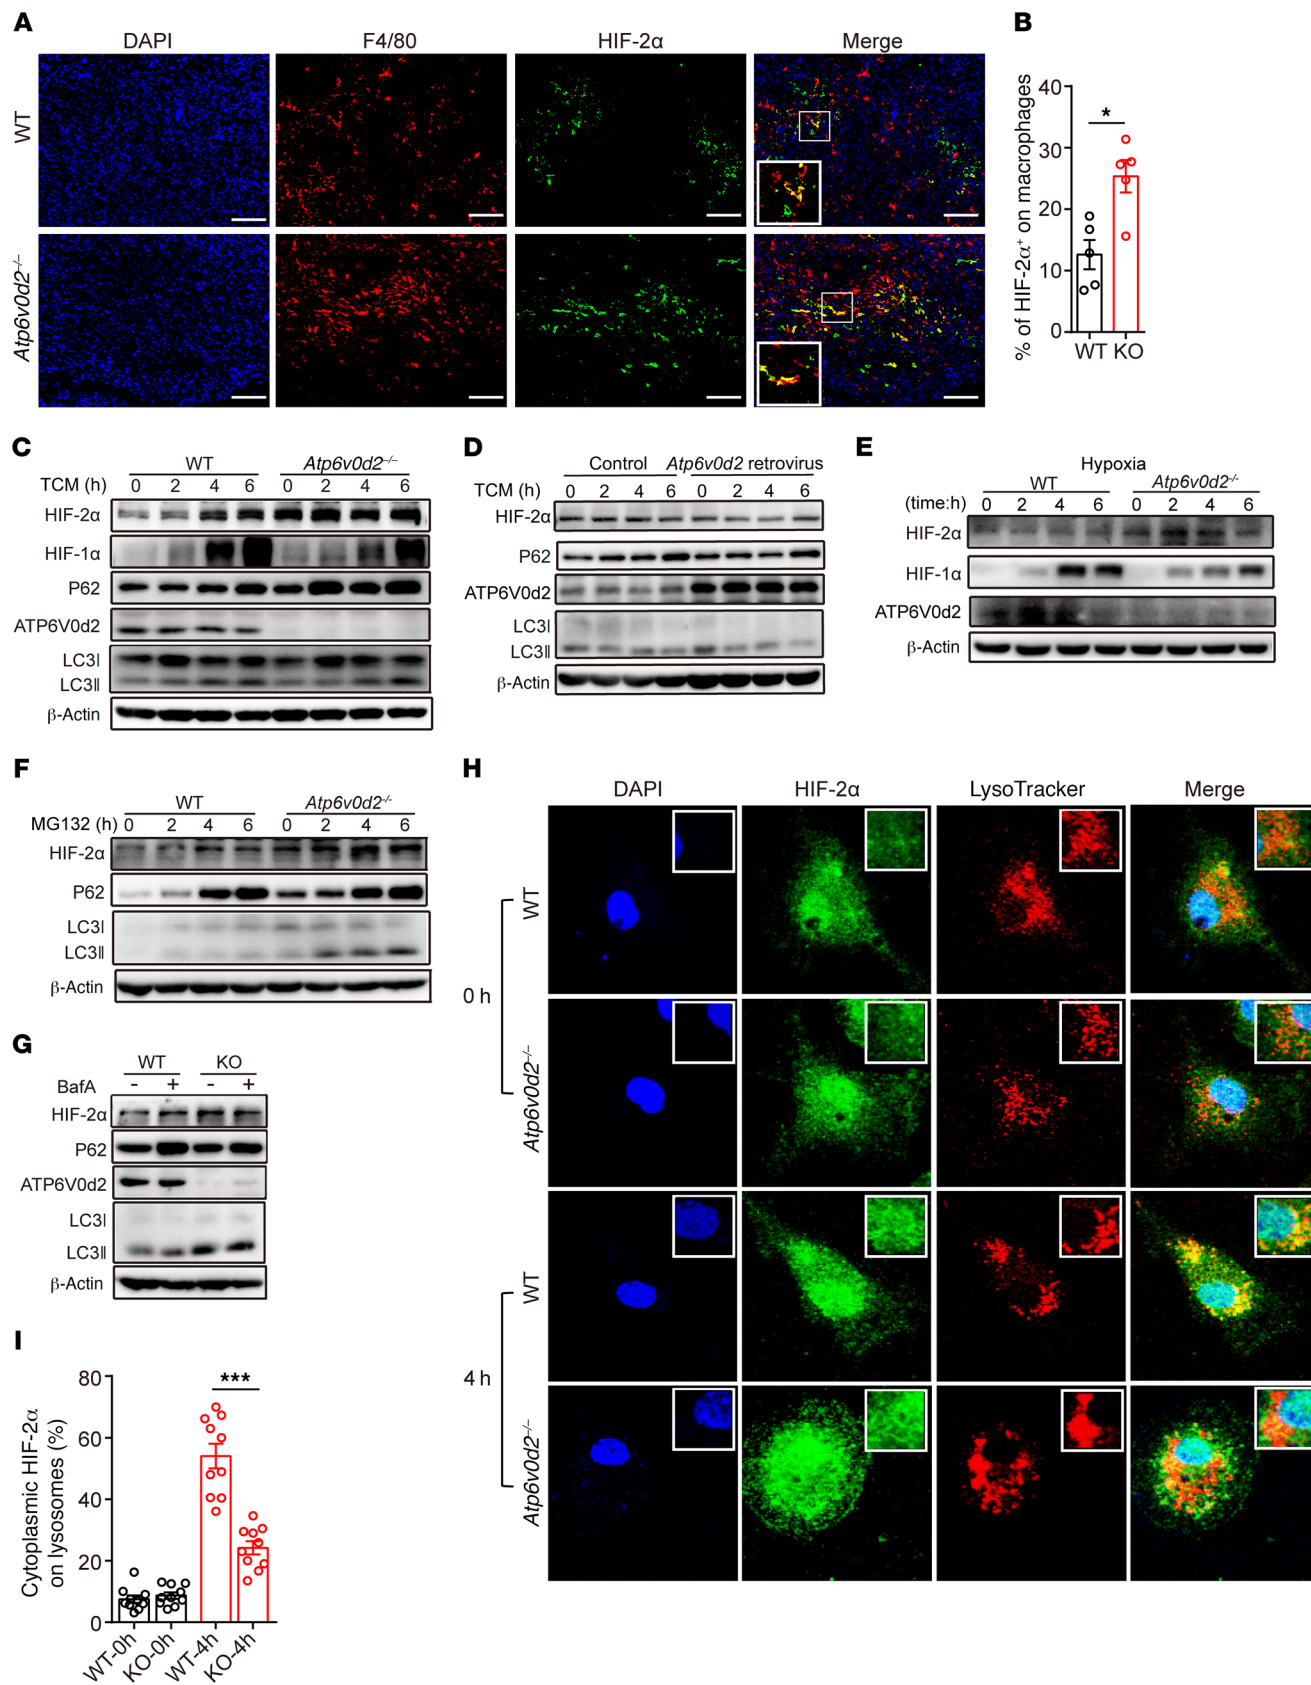 A
DAPI F4/80 HIF-2α Merge
WT
Atp6v0d2–/–
B
% of HIF-2α+ on macrophages
40
30
20
10
0
*
WT KO
C
WT Atp6v0d2–/–
TCM (h) 0 2 4 6 0 2 4 6
HIF-2α
HIF-1α
P62
ATP6V0d2
LC3Ⅰ
LC3Ⅱ
β-Actin
D
Control Atp6v0d2 retrovirus
TCM (h) 0 2 4 6 0 2 4 6
HIF-2α
P62
ATP6V0d2
LC3Ⅰ
LC3Ⅱ
β-Actin
E
Hypoxia
WT Atp6v0d2-/-
(time:h) 0 2 4 6 0 2 4 6
HIF-2α
HIF-1α
ATP6V0d2
β-Actin
F
WT Atp6v0d2-/-
MG132 (h) 0 2 4 6 0 2 4 6
HIF-2α
P62
LC3Ⅰ
LC3Ⅱ
β-Actin
G
WT KO
BafA - + - +
HIF-2α
P62
ATP6V0d2
LC3Ⅰ
LC3Ⅱ
β-Actin
H
DAPI HIF-2α LysoTracker Merge
0 h
WT
Atp6v0d2–/–
4 h
WT
Atp6v0d2–/–
I
Cytoplasmic HIF-2α
on lysosomes (%)
80
60
40
20
0
***
WT-0h KO-0h WT-4h KO-4h